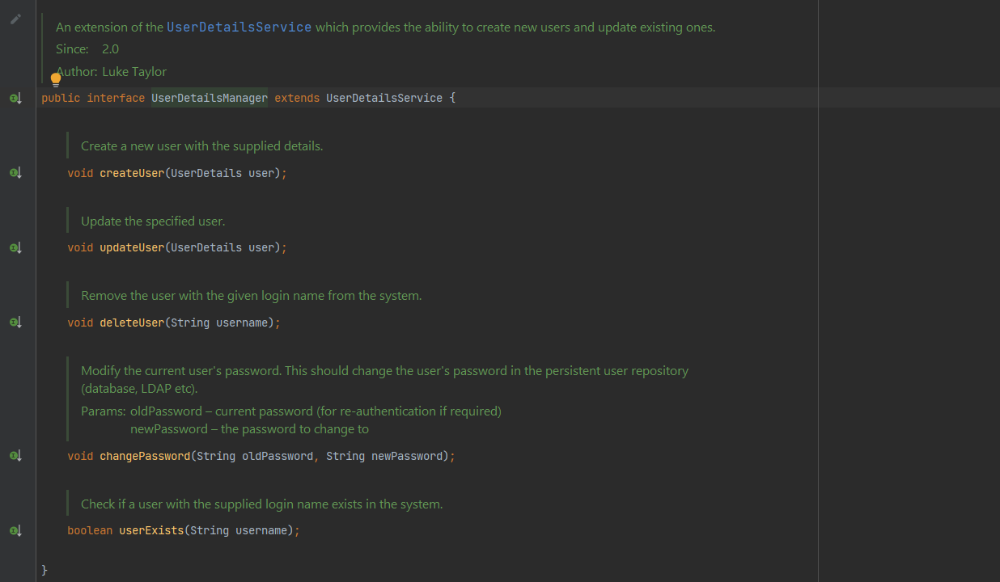 An extension of the UserDetailsService which provides the ability to create new users and update existing ones.
Since: 2.0
Author: Luke Taylor
public interface UserDetailsManager extends UserDetailsService {
Create a new user with the supplied details.
void createUser(UserDetails user);
Update the specified user.
void updateUser(UserDetails user);
Remove the user with the given login name from the system.
void deleteUser(String username);
Modify the current user's password. This should change the user's password in the persistent user repository
(database, LDAP etc).
Params: oldPassword – current password (for re-authentication if required)
newPassword – the password to change to
void changePassword(String oldPassword, String newPassword);
Check if a user with the supplied login name exists in the system.
boolean userExists(String username);
}